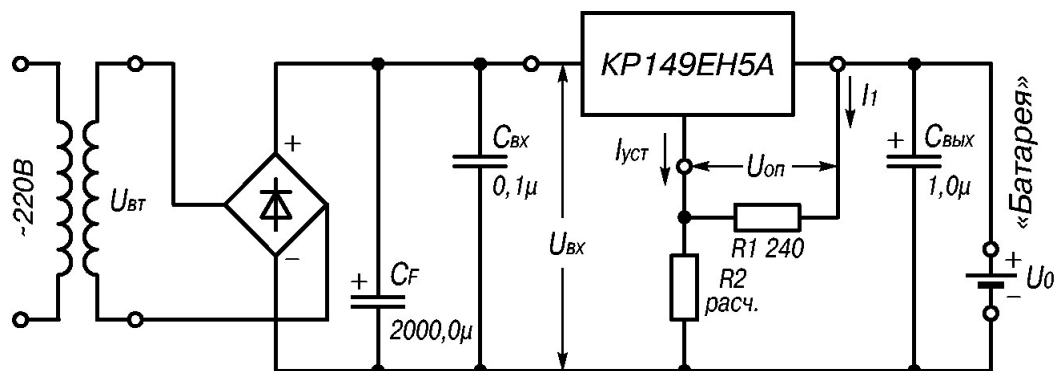 ~220В
Uвт
+
−
+
CF
2000,0µ
Cвх
0,1µ
Uвх
КР149ЕН5А
Iуст
Uоп
I1
R1 240
R2
расч.
+
Cвых
1,0µ
«Батарея»
+
−
U0